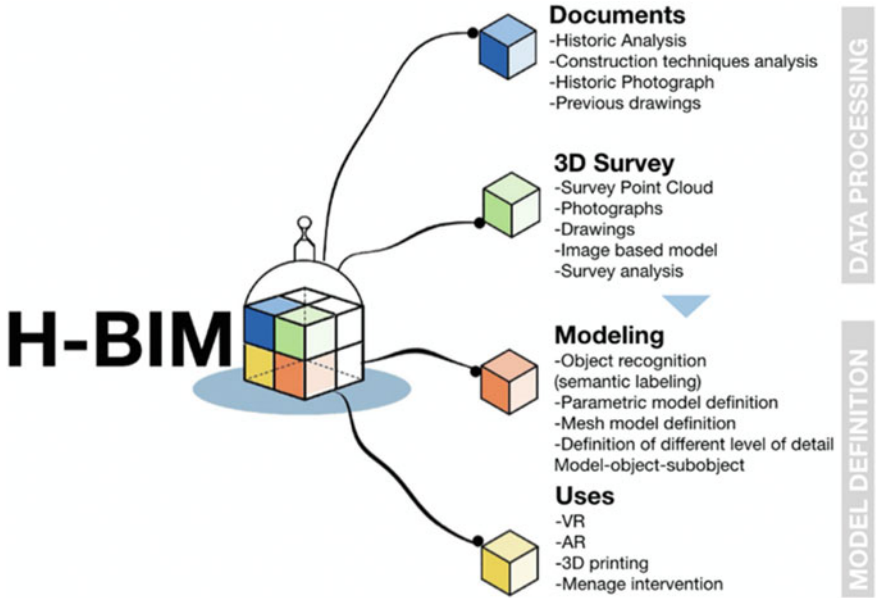 H-BIM
Documents
-Historic Analysis
-Construction techniques analysis
-Historic Photograph
-Previous drawings
3D Survey
-Survey Point Cloud
-Photographs
-Drawings
-Image based model
-Survey analysis
DATA PROCESSING
Modeling
-Object recognition
(semantic labeling)
-Parametric model definition
-Mesh model definition
-Definition of different level of detail
Model-object-subobject
Uses
-VR
-AR
-3D printing
-Menage intervention
MODEL DEFINITION